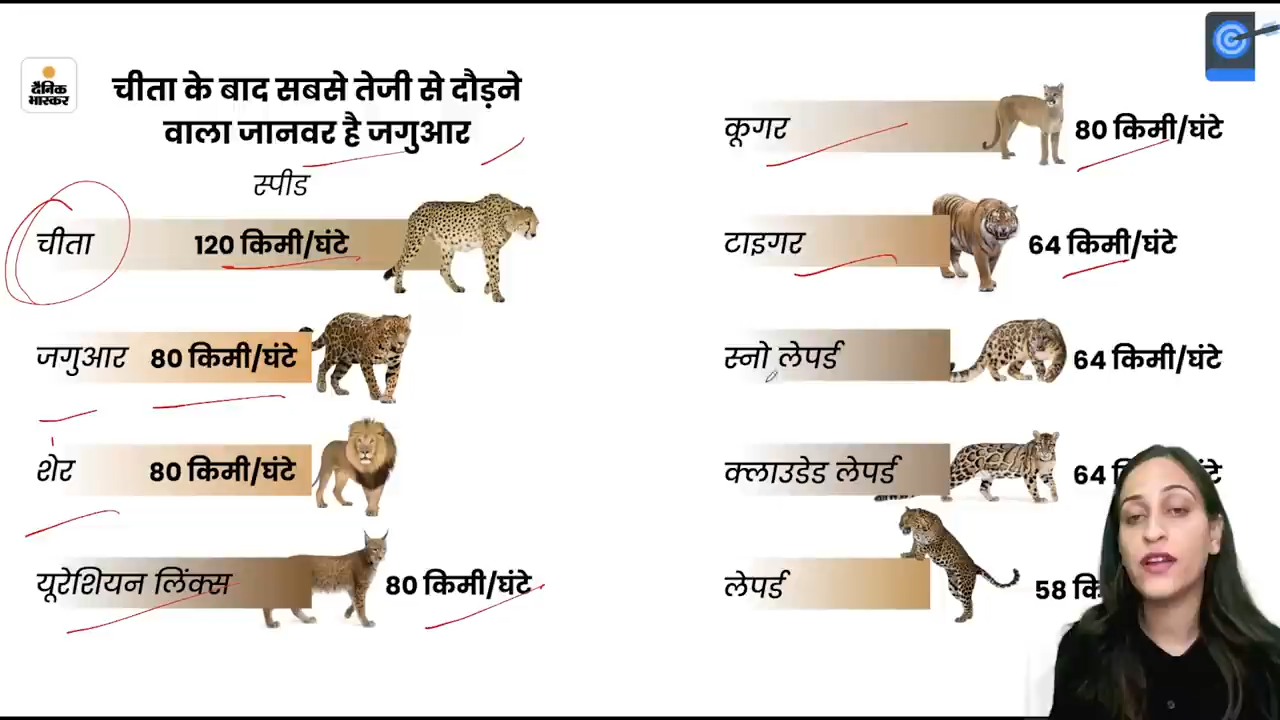 दैनिक
भास्कर
चीता के बाद सबसे तेजी से दौड़ने
वाला जानवर है जगुआर
स्पीड
चीता 120 किमी/घंटे
जगुआर 80 किमी/घंटे
शेर 80 किमी/घंटे
यूरेशियन लिंक्स 80 किमी/घंटे
कूगर 80 किमी/घंटे
टाइगर 64 किमी/घंटे
स्नो लेपर्ड 64 किमी/घंटे
क्लाउडेड लेपर्ड 64
लेपर्ड 58